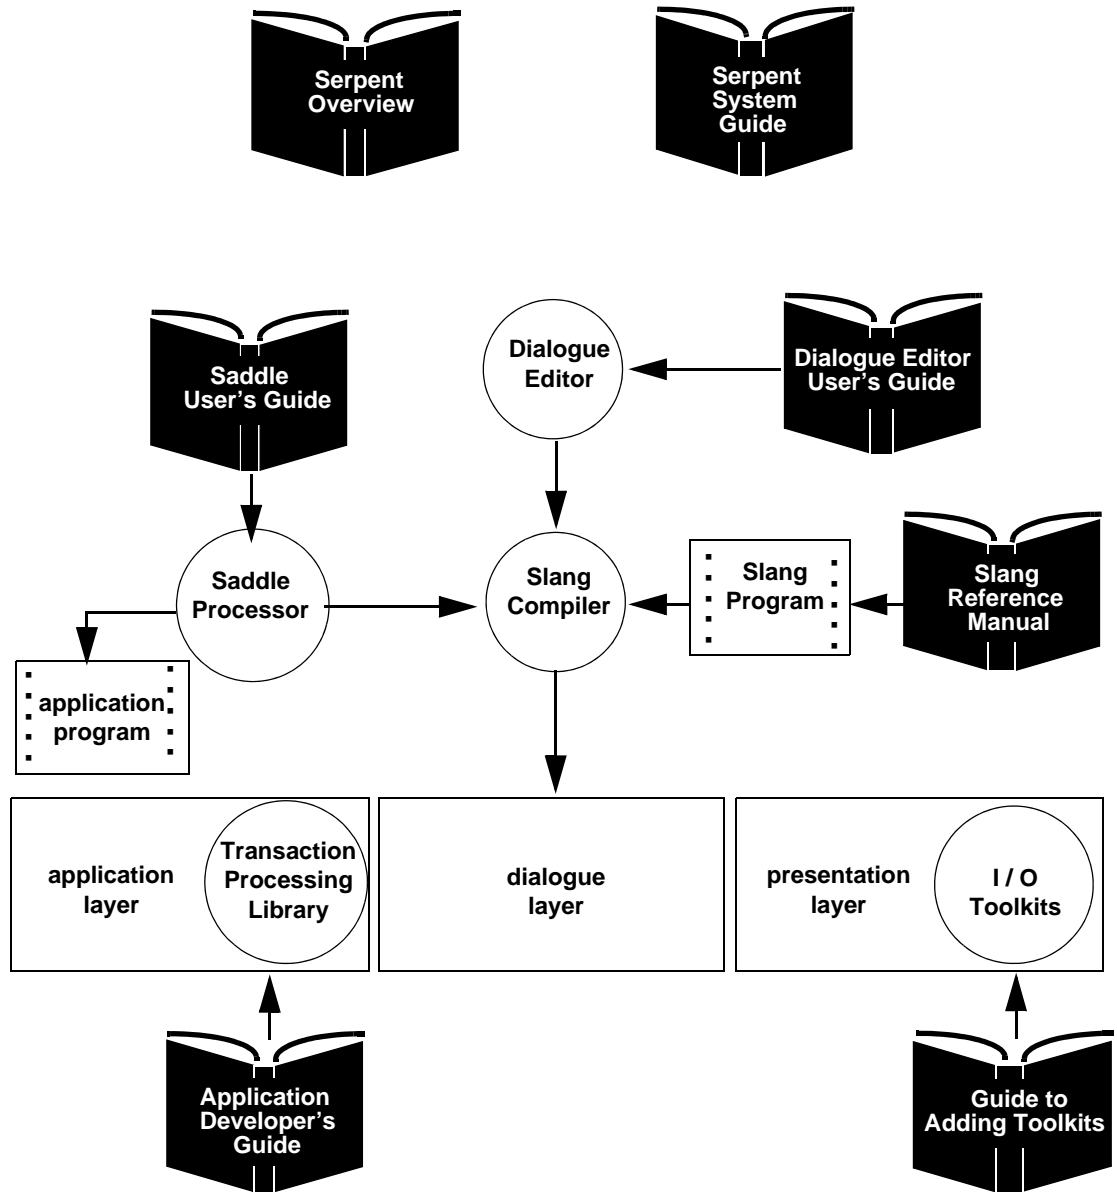 Serpent
Overview
Serpent
System
Guide
Saddle
User’s Guide
Dialogue
Editor
Dialogue Editor
User’s Guide
Saddle
Processor
Slang
Compiler
Slang
Program
Slang
Reference
Manual
application
program
application
layer
Transaction
Processing
Library
dialogue
layer
presentation
layer
I / O
Toolkits
Application
Developer’s
Guide
Guide to
Adding Toolkits